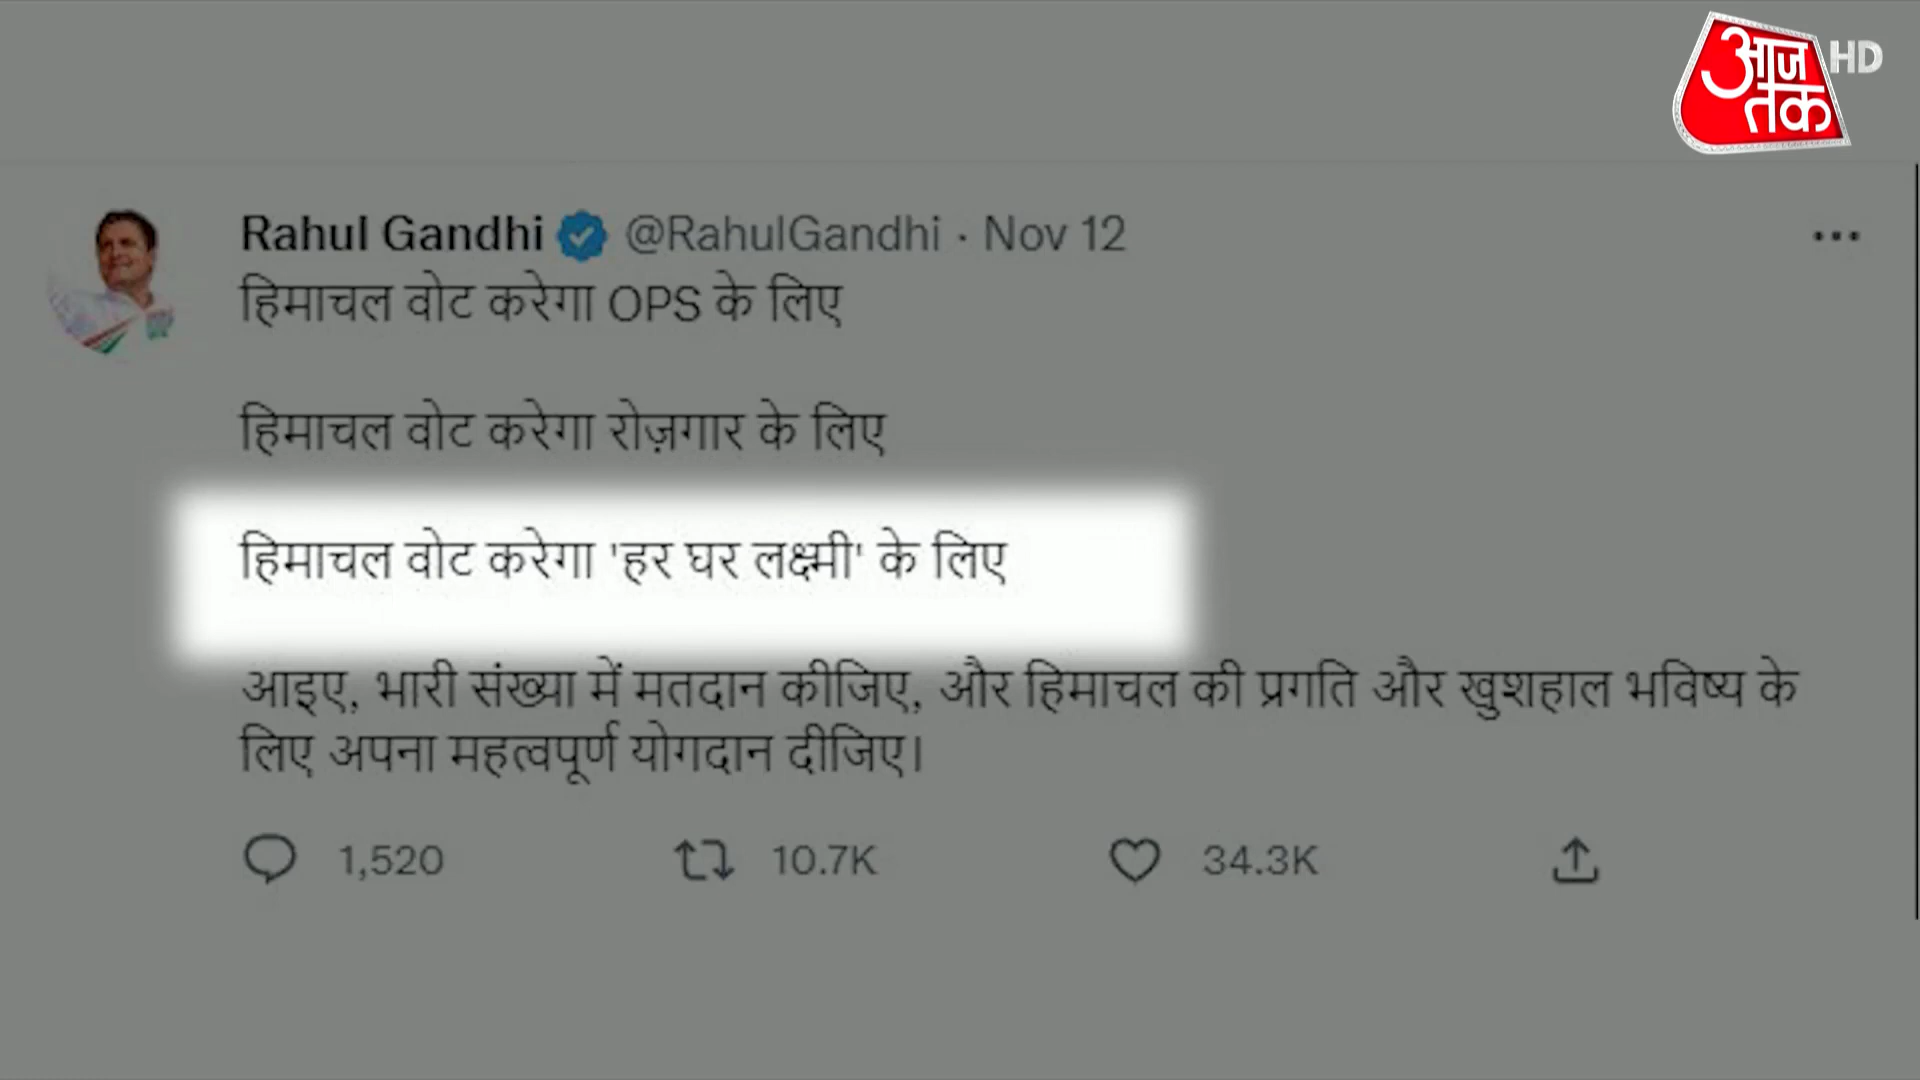 आज
तक HD
Rahul Gandhi @RahulGandhi · Nov 12
हिमाचल वोट करेगा OPS के लिए
हिमाचल वोट करेगा रोज़गार के लिए
हिमाचल वोट करेगा 'हर घर लक्ष्मी' के लिए
आइए, भारी संख्या में मतदान कीजिए, और हिमाचल की प्रगति और खुशहाल भविष्य के
लिए अपना महत्वपूर्ण योगदान दीजिए।
1,520 10.7K 34.3K